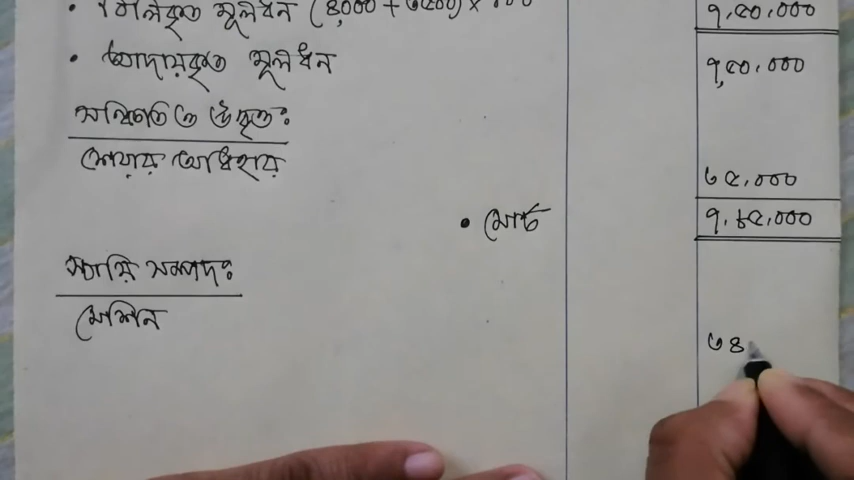 • বিলিকৃত মূলধন (৪,০০০ + ৩৫০০) × ১০০ ৭,৫০,০০০
• আদায়কৃত মূলধন ৭,৫০,০০০
সঞ্চিতি ও উদ্বৃত্ত:
শেয়ার অধিহার ৩৫,০০০
• মোট ৭,৮৫,০০০
স্থায়ি সম্পদ:
মেশিন ৩৪